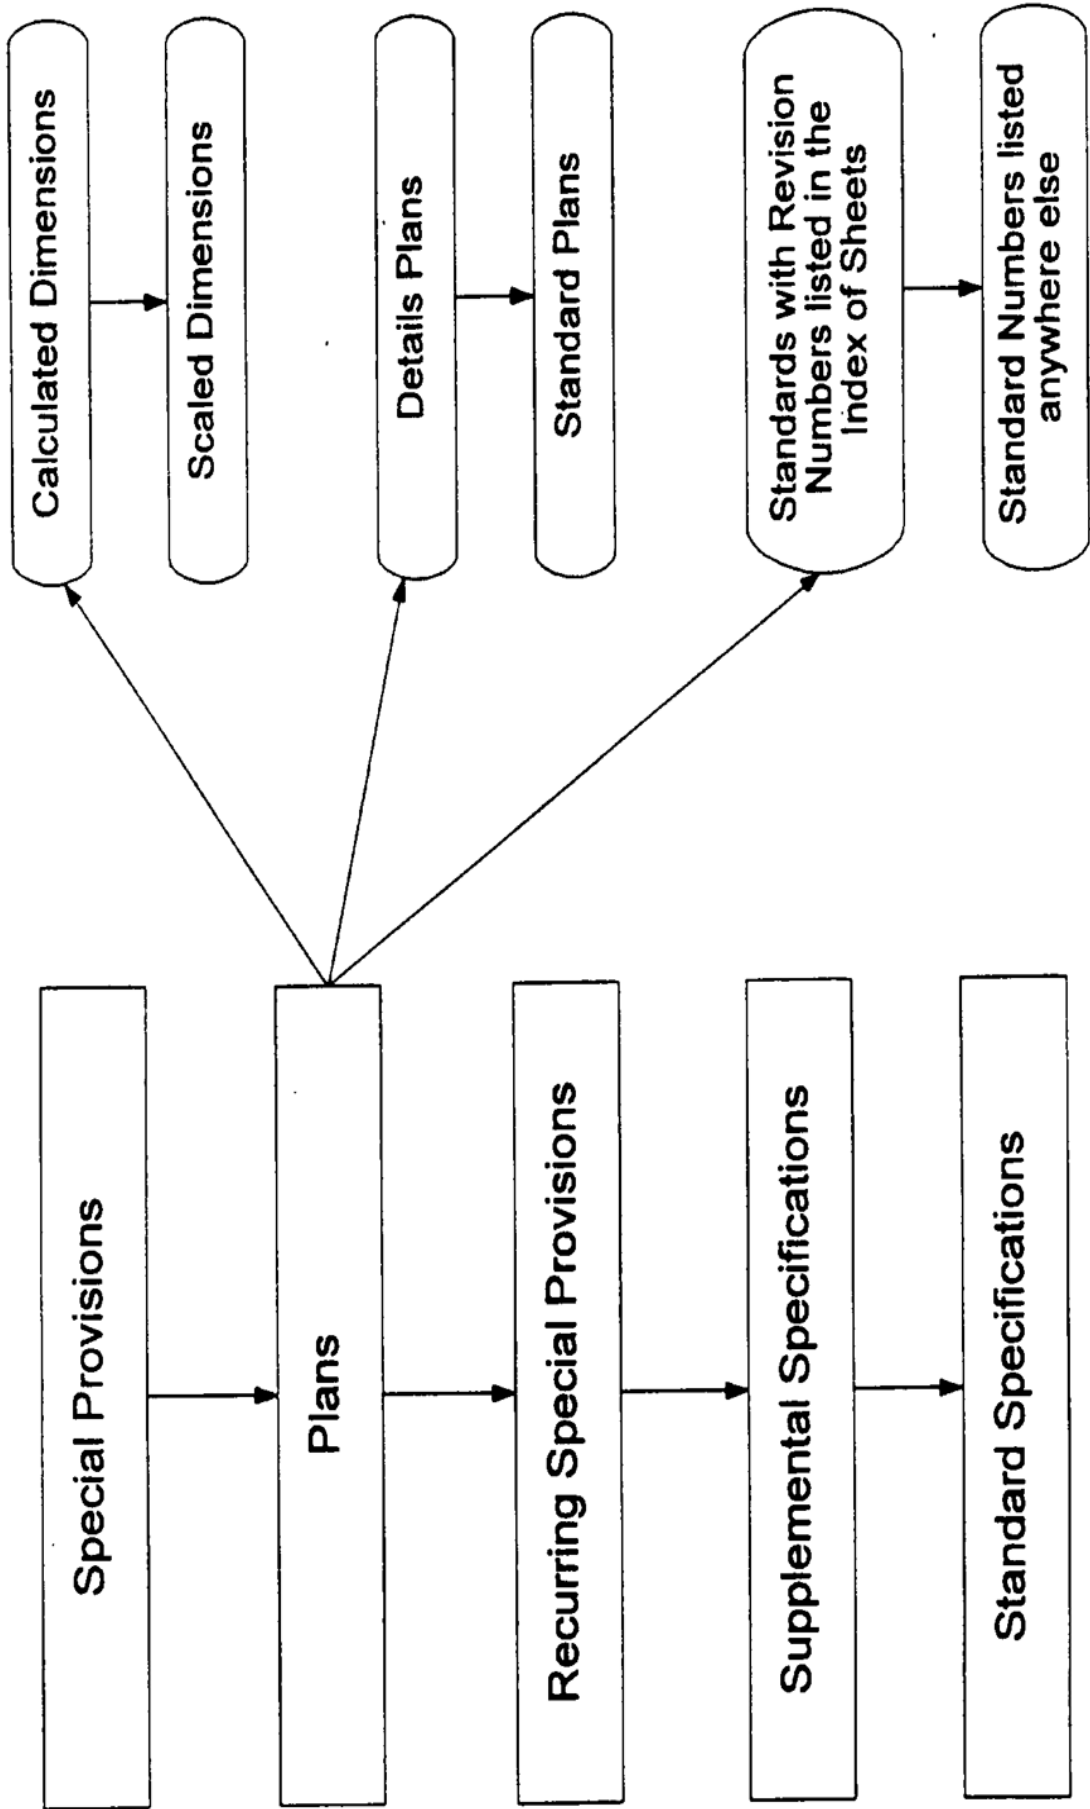 Special Provisions
Plans
Recurring Special Provisions
Supplemental Specifications
Standard Specifications
Calculated Dimensions
Scaled Dimensions
Details Plans
Standard Plans
Standards with Revision
Numbers listed in the
Index of Sheets
Standard Numbers listed
anywhere else